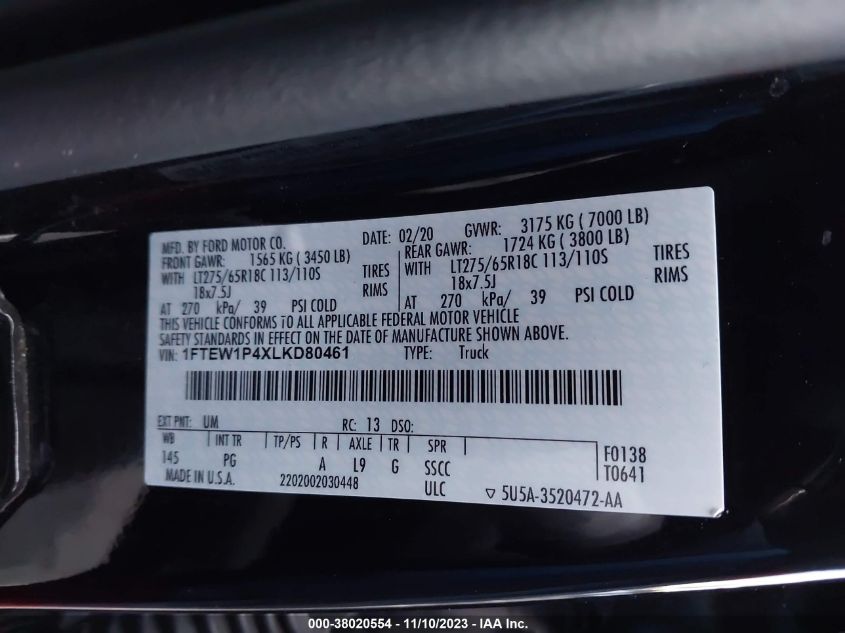 MFD. BY FORD MOTOR CO.
DATE: 02/20 GVWR: 3175 KG ( 7000 LB)
FRONT GAWR: 1565 KG ( 3450 LB)
REAR GAWR: 1724 KG ( 3800 LB)
WITH LT275/65R18C 113/110S TIRES
WITH LT275/65R18C 113/110S TIRES
18x7.5J RIMS
18x7.5J RIMS
AT 270 kPa/ 39 PSI COLD
AT 270 kPa/ 39 PSI COLD
THIS VEHICLE CONFORMS TO ALL APPLICABLE FEDERAL MOTOR VEHICLE
SAFETY STANDARDS IN EFFECT ON THE DATE OF MANUFACTURE SHOWN ABOVE.
VIN: 1FTEW1P4XLKD80461 TYPE: Truck
EXT PNT: UM RC: 13 DSO:
WB INT TR TP/PS R AXLE TR SPR
145 PG A L9 G SSCC
F0138
T0641
MADE IN U.S.A. 2202002030448 ULC ▽ 5U5A-3520472-AA
000-38020554 — 11/10/2023 — IAA Inc.